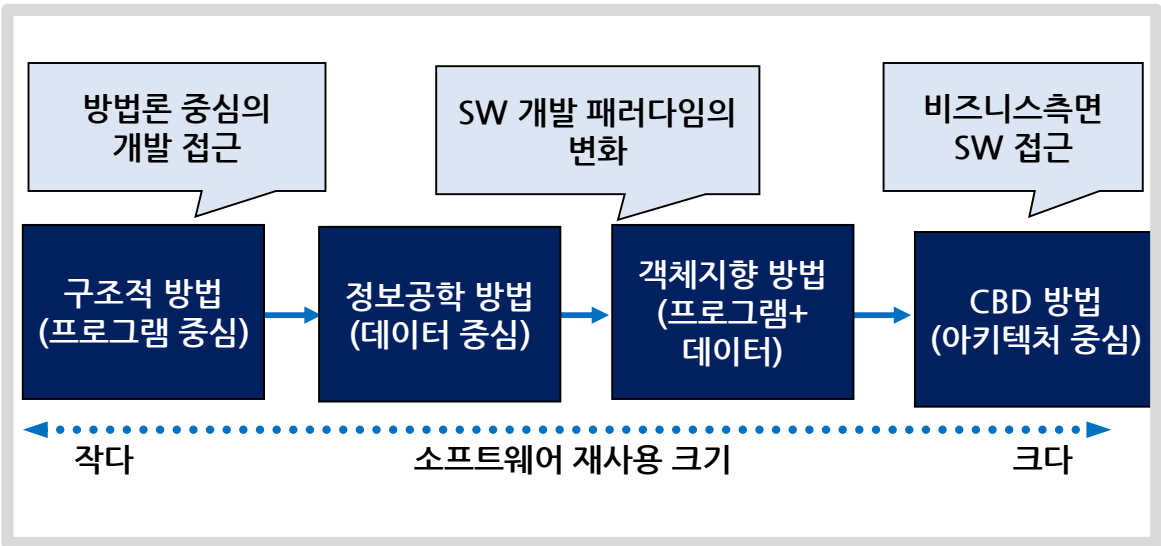 방법론 중심의
개발 접근
SW 개발 패러다임의
변화
비즈니스측면
SW 접근
구조적 방법
(프로그램 중심)
정보공학 방법
(데이터 중심)
객체지향 방법
(프로그램+
데이터)
CBD 방법
(아키텍처 중심)
작다
소프트웨어 재사용 크기
크다